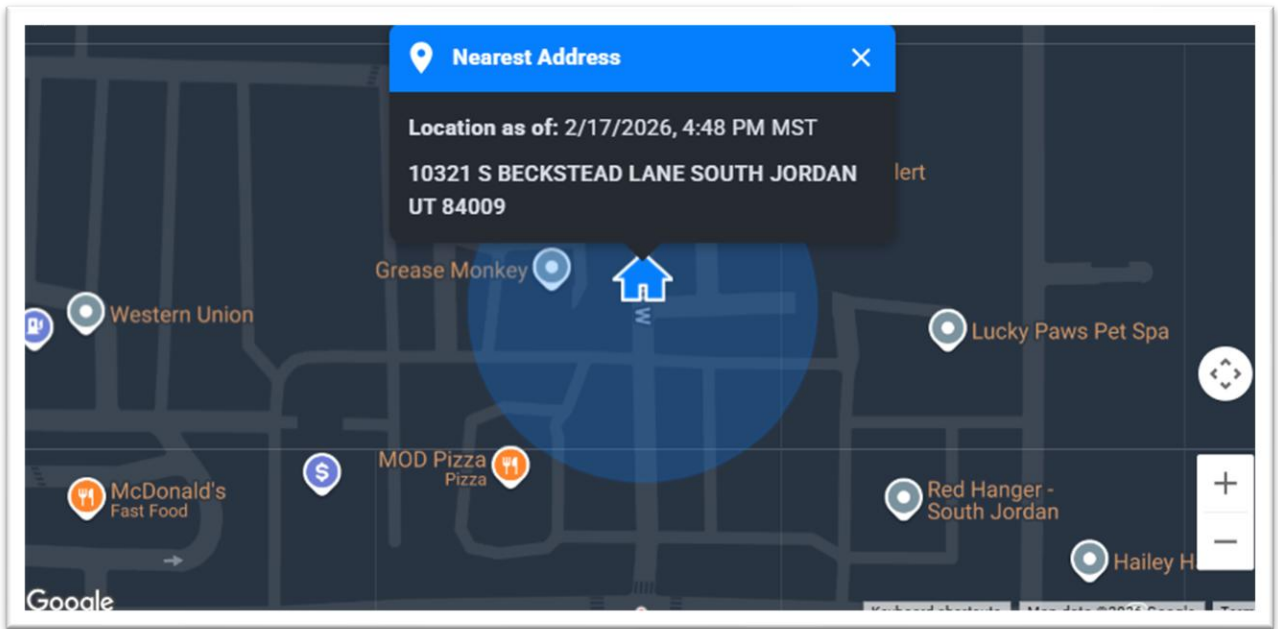 Nearest Address
Location as of: 2/17/2026, 4:48 PM MST
10321 S BECKSTEAD LANE SOUTH JORDAN
UT 84009
lert
Grease Monkey
Western Union
W
Lucky Paws Pet Spa
MOD Pizza
Pizza
$
McDonald's
Fast Food
Red Hanger -
South Jordan
Hailey H
Google
Keyboard shortcuts
Map data ©2026 Google